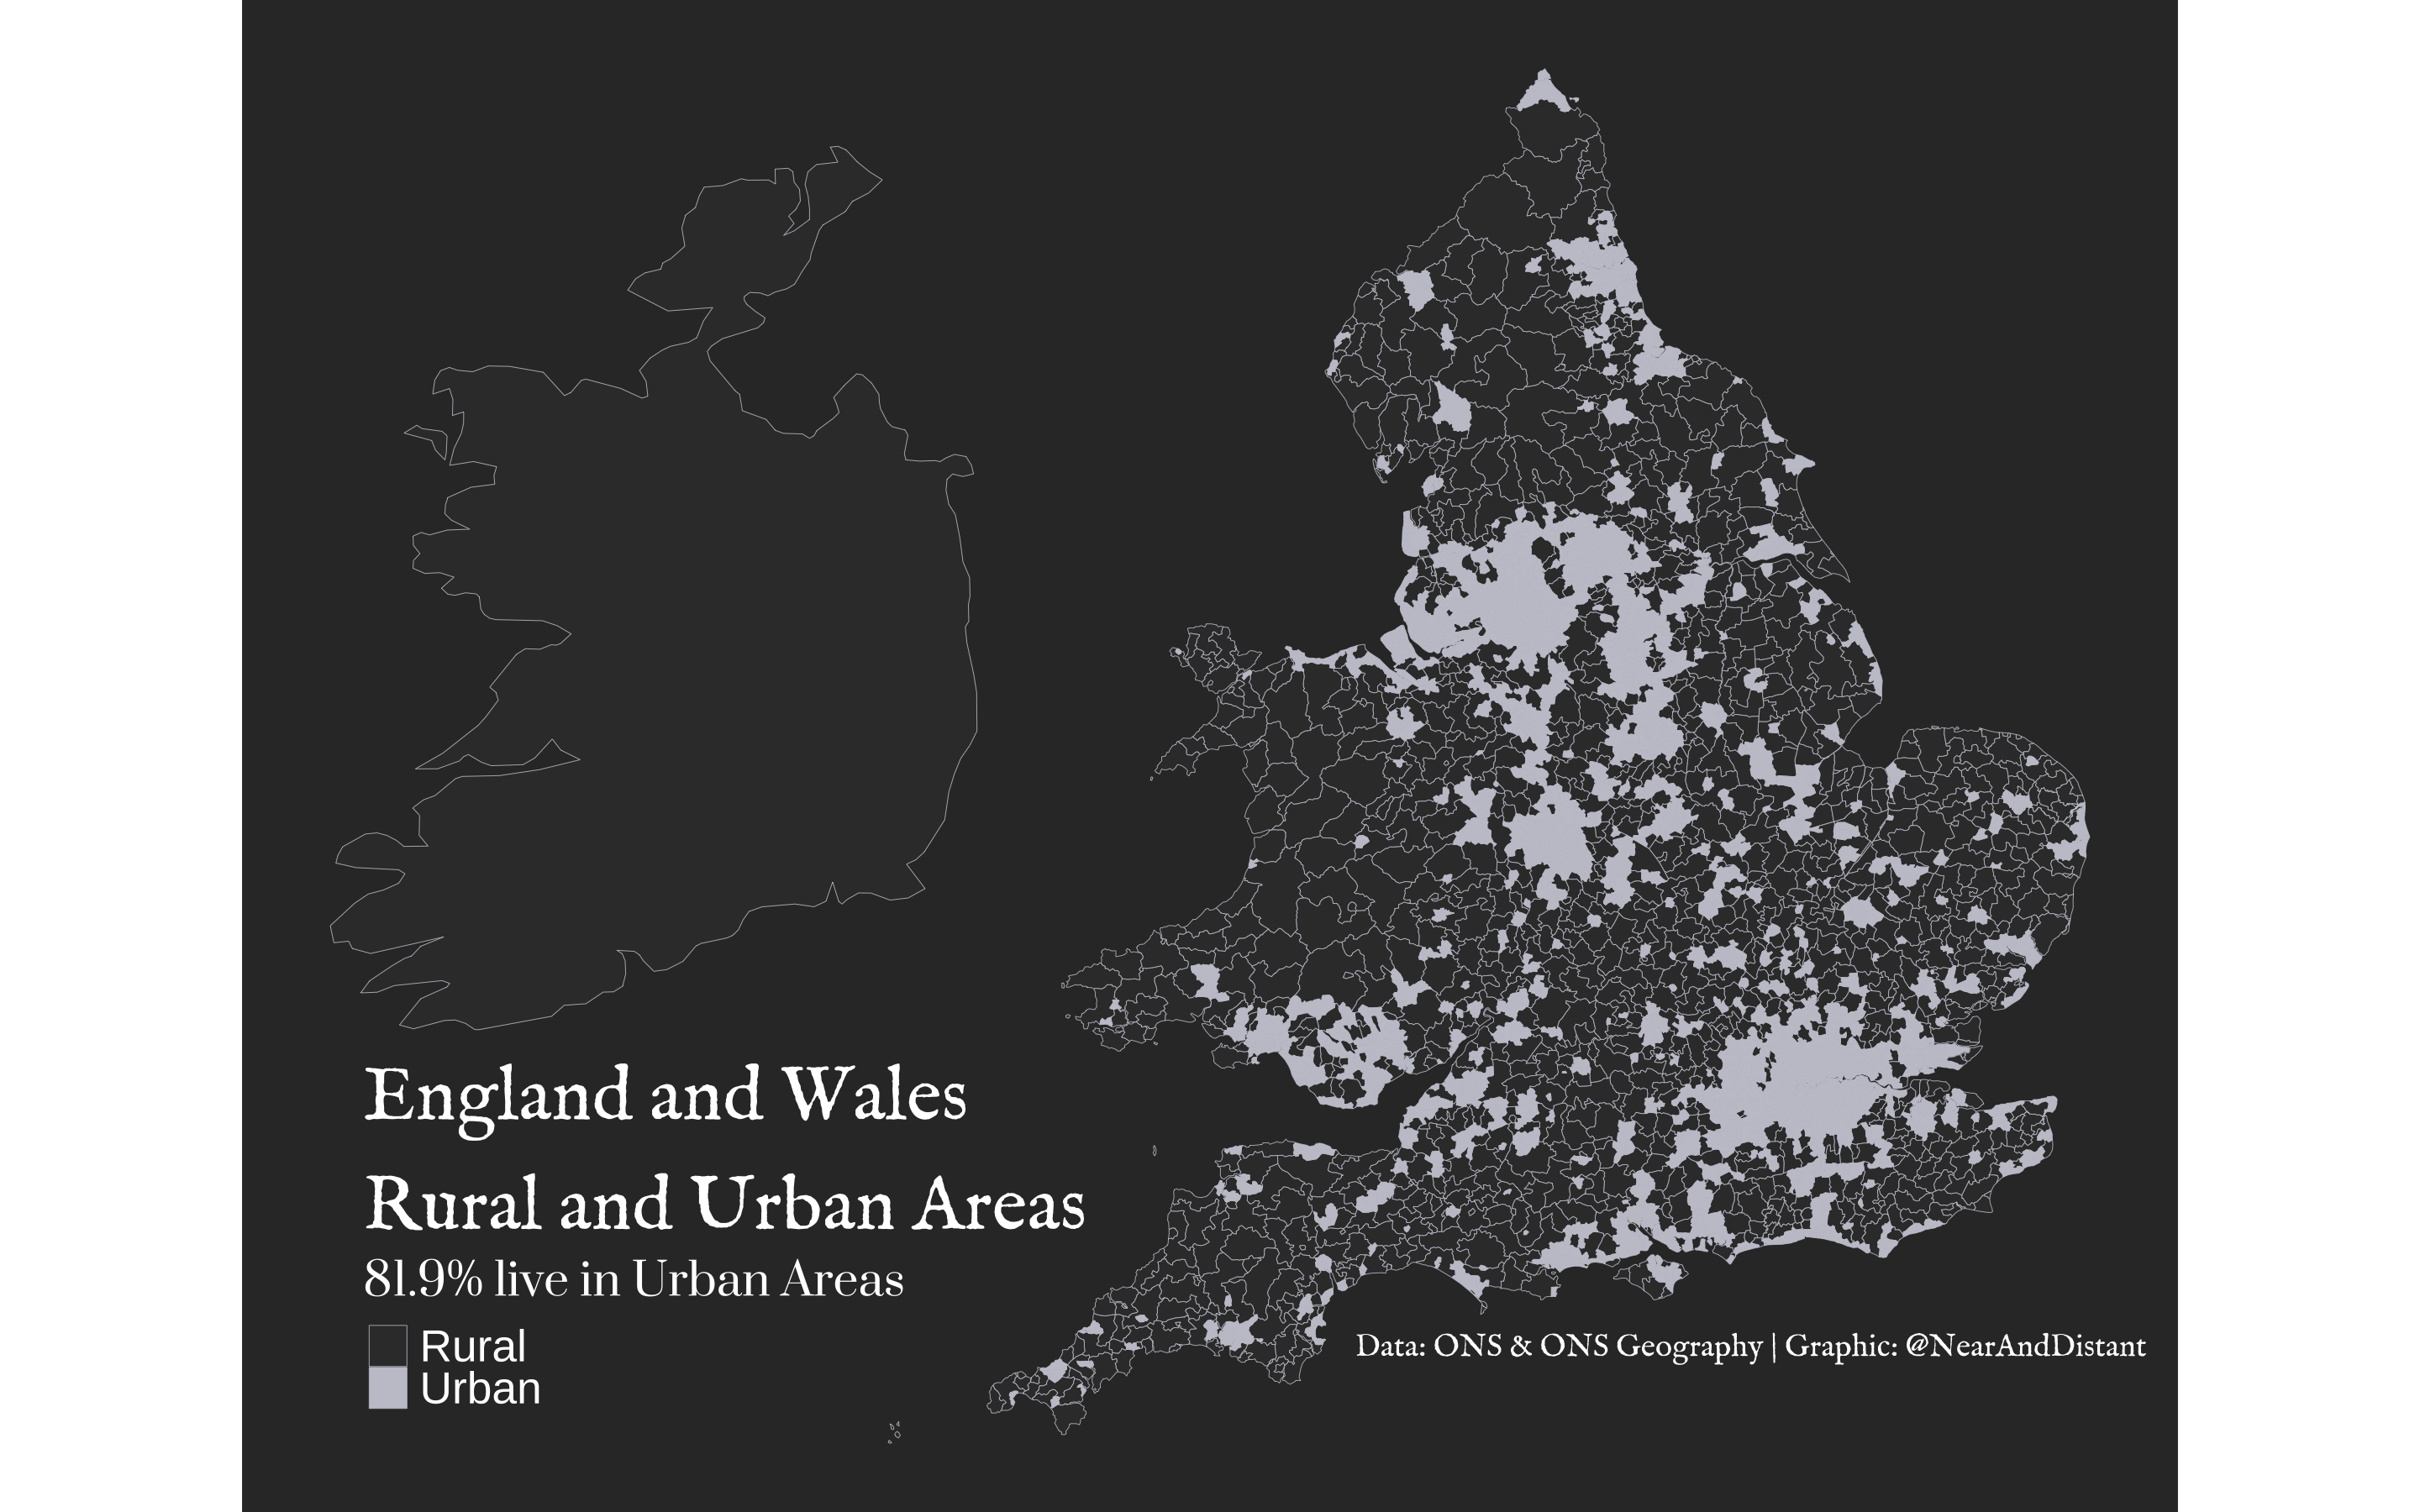 England and Wales
Rural and Urban Areas
81.9% live in Urban Areas
Rural
Urban
Data: ONS & ONS Geography | Graphic: @NearAndDistant